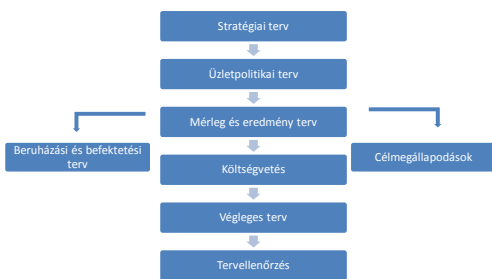 Stratégiai terv
Üzletpolitikai terv
Mérleg és eredmény terv
Beruházási és befektetési
terv
Költségvetés
Célmegállapodások
Végleges terv
Tervellenőrzés